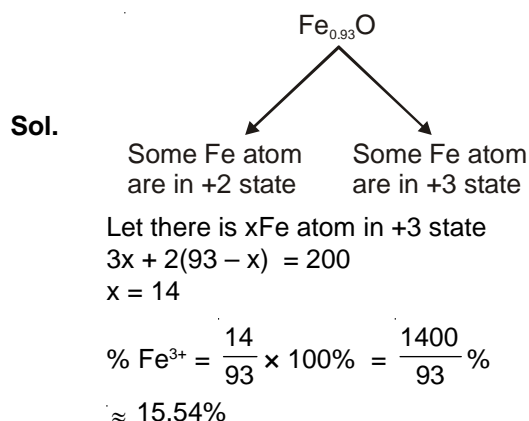 Fe₀.₉₃O
Sol.
Some Fe atom are in +2 state
Some Fe atom are in +3 state
Let there is xFe atom in +3 state
3x + 2(93 – x) = 200
x = 14
% Fe³⁺ = 14/93 × 100% = 1400/93 %
≈ 15.54%